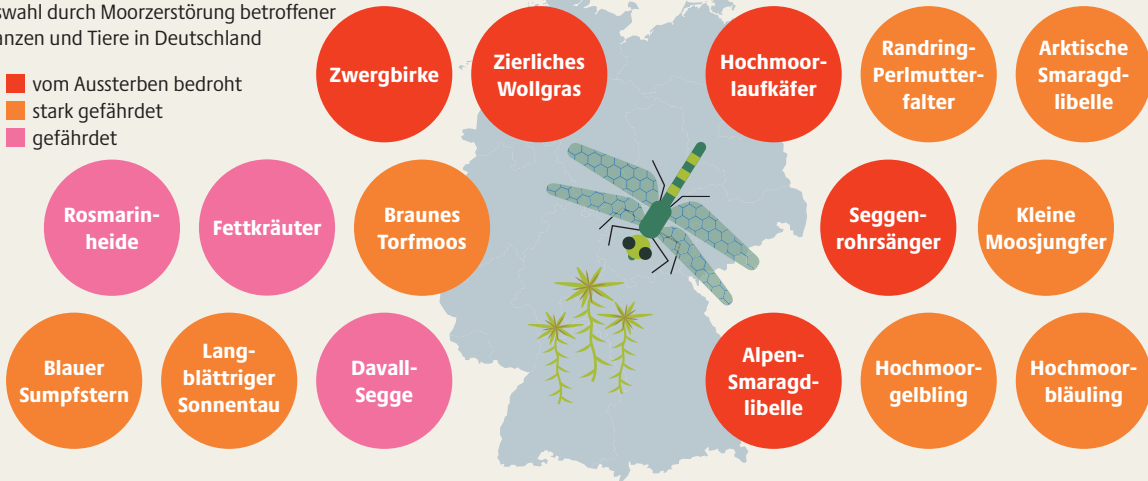 swahl durch Moorzerstörung betroffener
anzen und Tiere in Deutschland
vom Aussterben bedroht
stark gefährdet
gefährdet
Zwergbirke
Zierliches
Wollgras
Hochmoor-
laufkäfer
Randring-
Perlmutter-
falter
Arktische
Smaragd-
libelle
Rosmarin-
heide
Fettkräuter
Braunes
Torfmoos
Seggen-
rohrsänger
Kleine
Moosjungfer
Blauer
Sumpfstern
Lang-
blättriger
Sonnentau
Davall-
Segge
Alpen-
Smaragd-
libelle
Hochmoor-
gelbling
Hochmoor-
bläuling